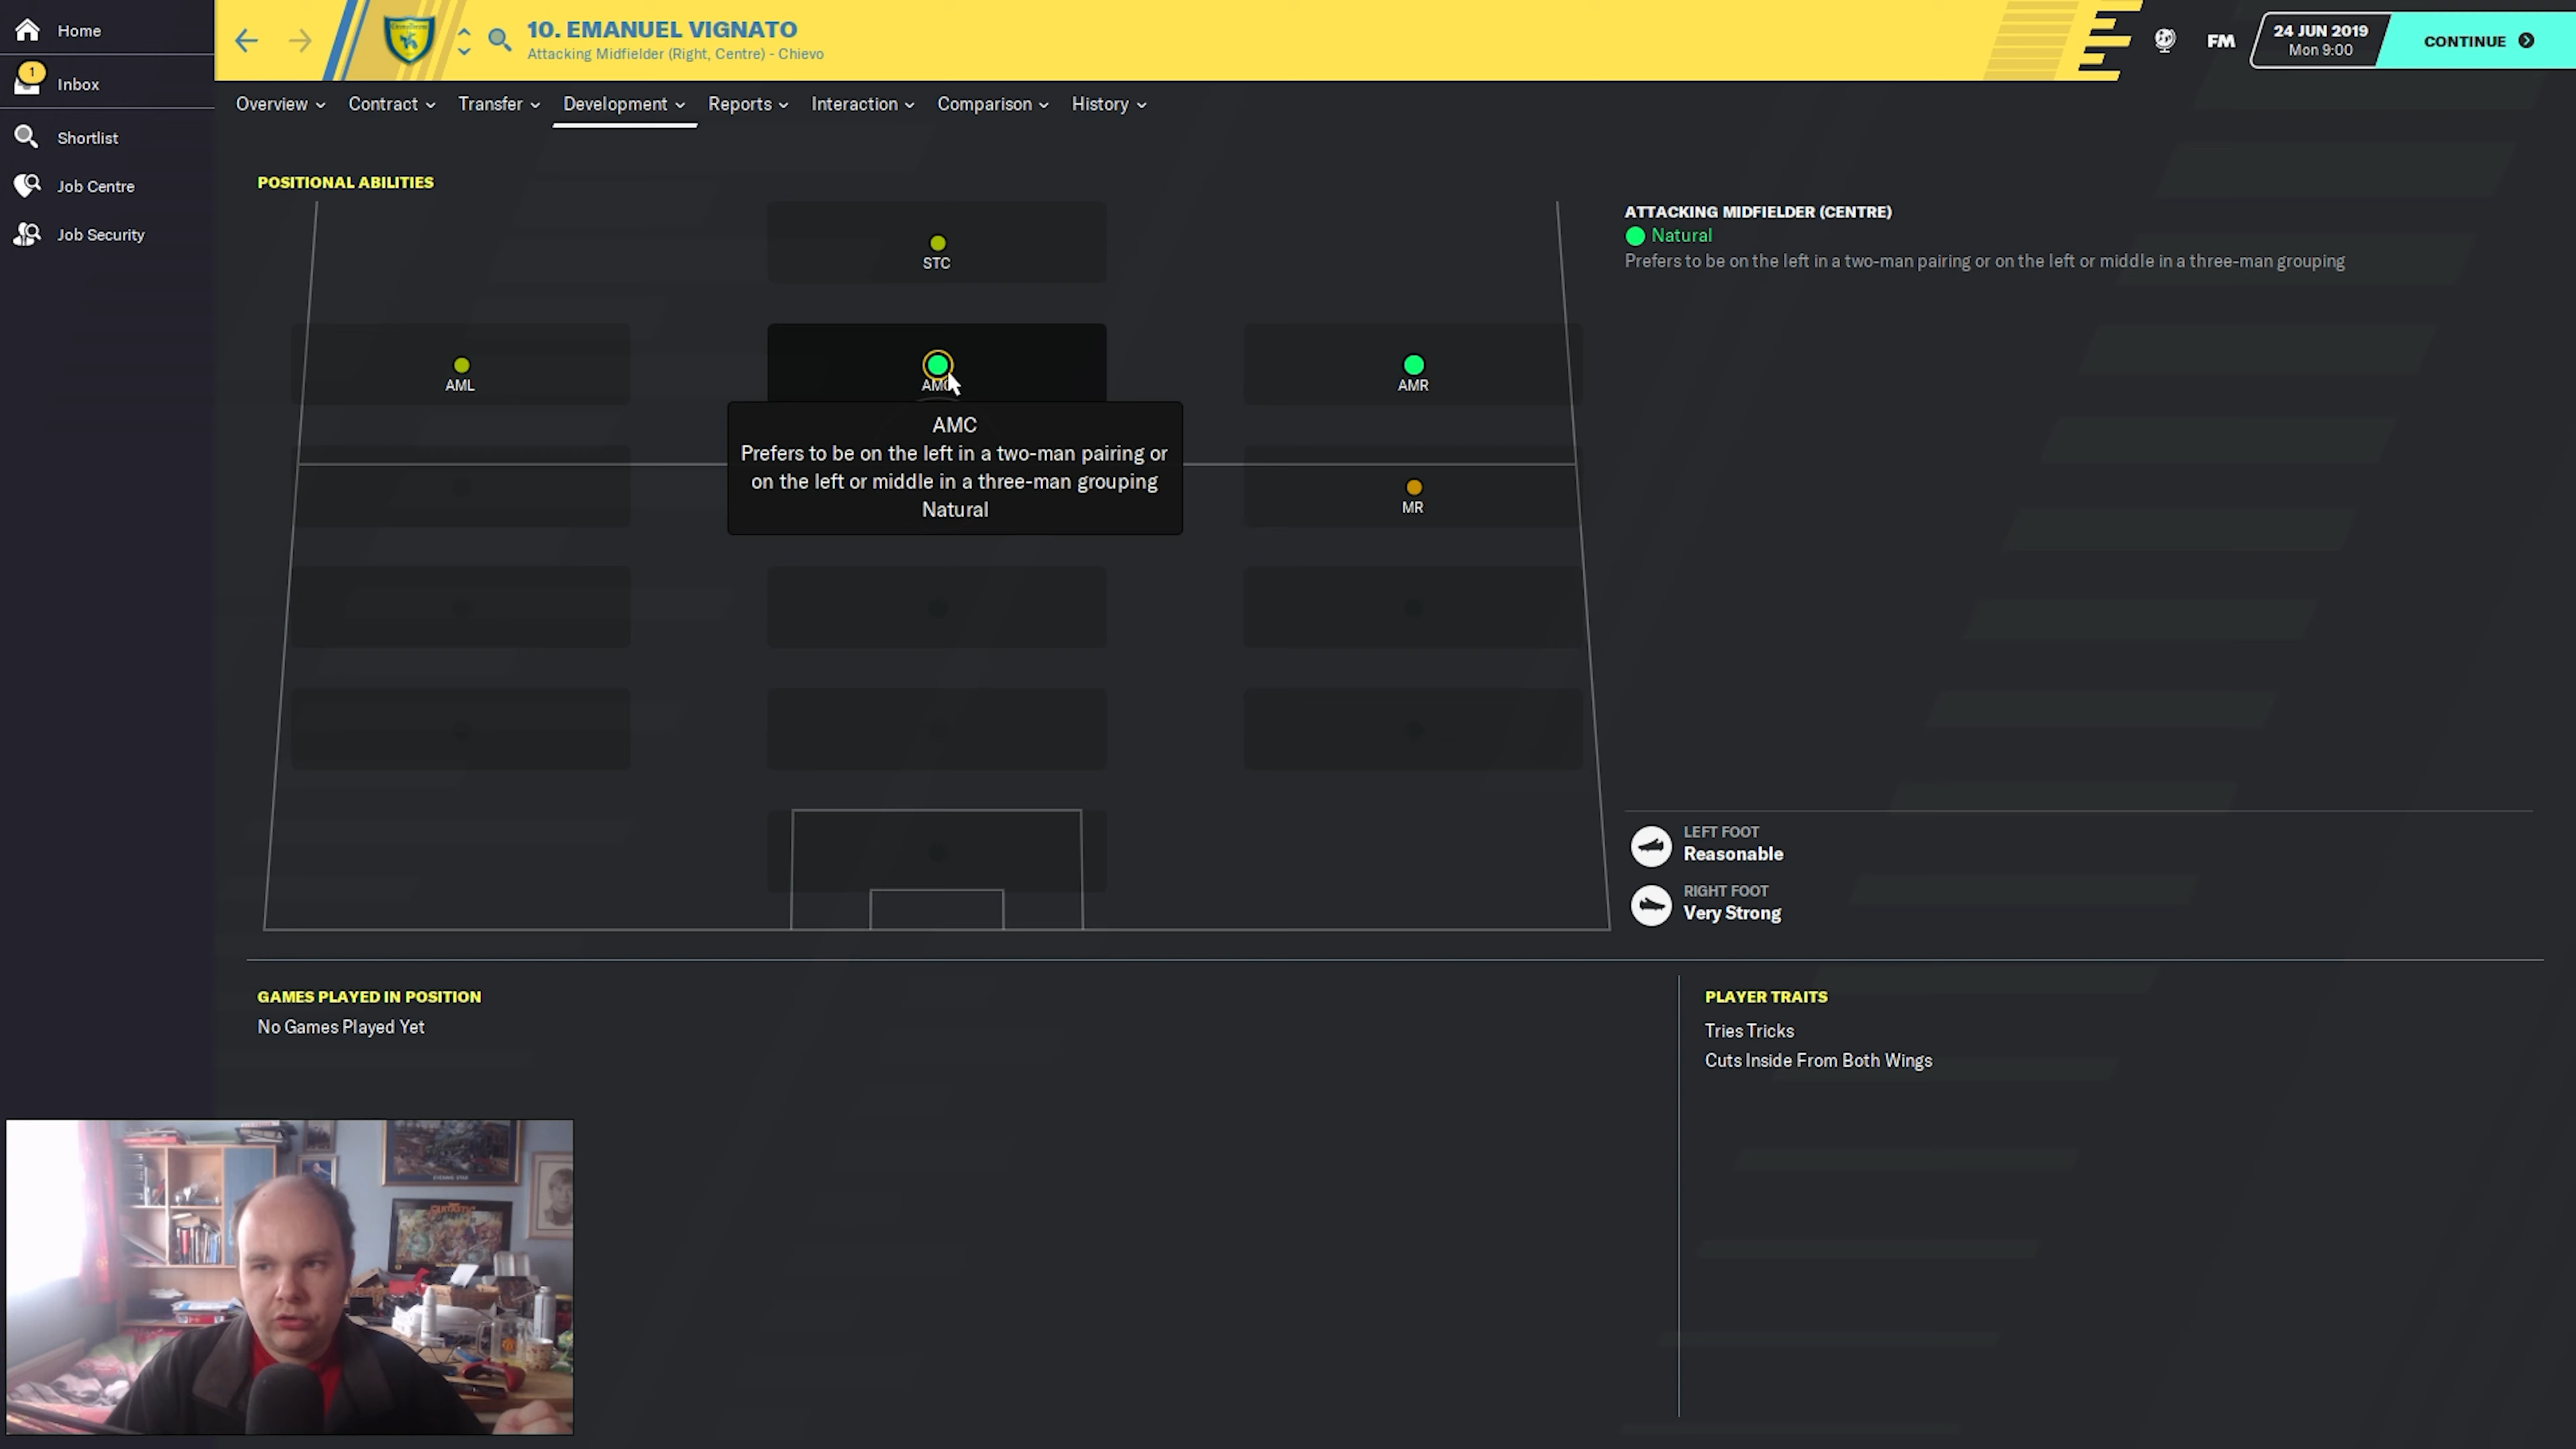 Home
1
Inbox
Shortlist
Job Centre
Job Security
10. EMANUEL VIGNATO
Attacking Midfielder (Right, Centre) - Chievo
FM
24 JUN 2019
Mon 9:00
CONTINUE
Overview
Contract
Transfer
Development
Reports
Interaction
Comparison
History
POSITIONAL ABILITIES
STC
AML
AMR
AMC
Prefers to be on the left in a two-man pairing or
on the left or middle in a three-man grouping
Natural
MR
ATTACKING MIDFIELDER (CENTRE)
Natural
Prefers to be on the left in a two-man pairing or on the left or middle in a three-man grouping
LEFT FOOT
Reasonable
RIGHT FOOT
Very Strong
GAMES PLAYED IN POSITION
No Games Played Yet
PLAYER TRAITS
Tries Tricks
Cuts Inside From Both Wings